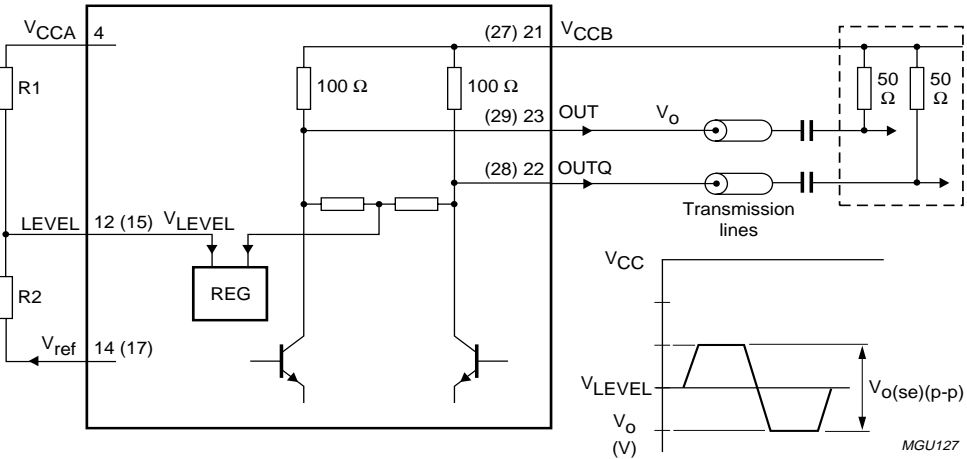 VCCA 4
R1
LEVEL 12 (15) VLEVEL
REG
R2
Vref 14 (17)
100 Ω
100 Ω
(27) 21 VCCB
(29) 23 OUT
Vo
(28) 22 OUTQ
Transmission
lines
50
Ω
50
Ω
VCC
VLEVEL
Vo
(V)
Vo(se)(p-p)
MGU127